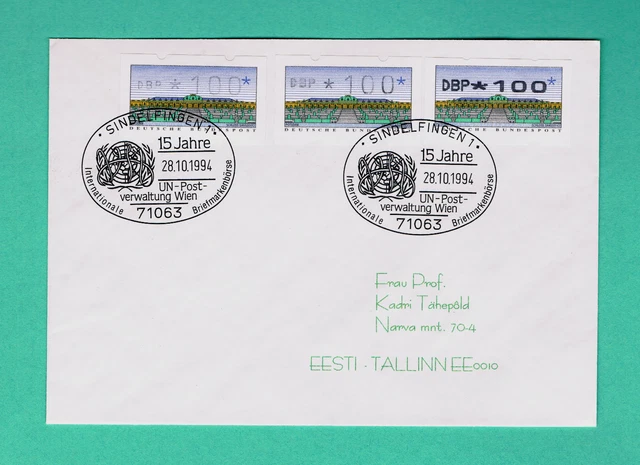 DBP *100*
DBP *100*
DBP *100*
DEUTSCHE BUNDESPOST
DEUTSCHE BUNDESPOST
DEUTSCHE BUNDESPOST
• SINDELFINGEN 1 •
15 Jahre
28.10.1994
UN-Post-
verwaltung Wien
71063
Internationale Briefmarkenbörse
• SINDELFINGEN 1 •
15 Jahre
28.10.1994
UN-Post-
verwaltung Wien
71063
Internationale Briefmarkenbörse
Frau Prof.
Kadri Tähepõld
Narva mnt. 70-4
EESTI - TALLINN EE0010